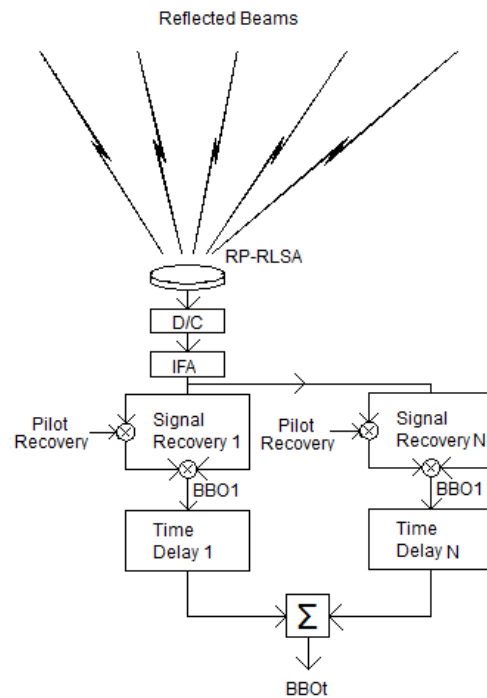 Reflected Beams
RP-RLSA
D/C
IFA
Pilot
Recovery
Signal
Recovery 1
Pilot
Recovery
Signal
Recovery N
BBO1
BBO1
Time
Delay 1
Time
Delay N
Σ
BBOt